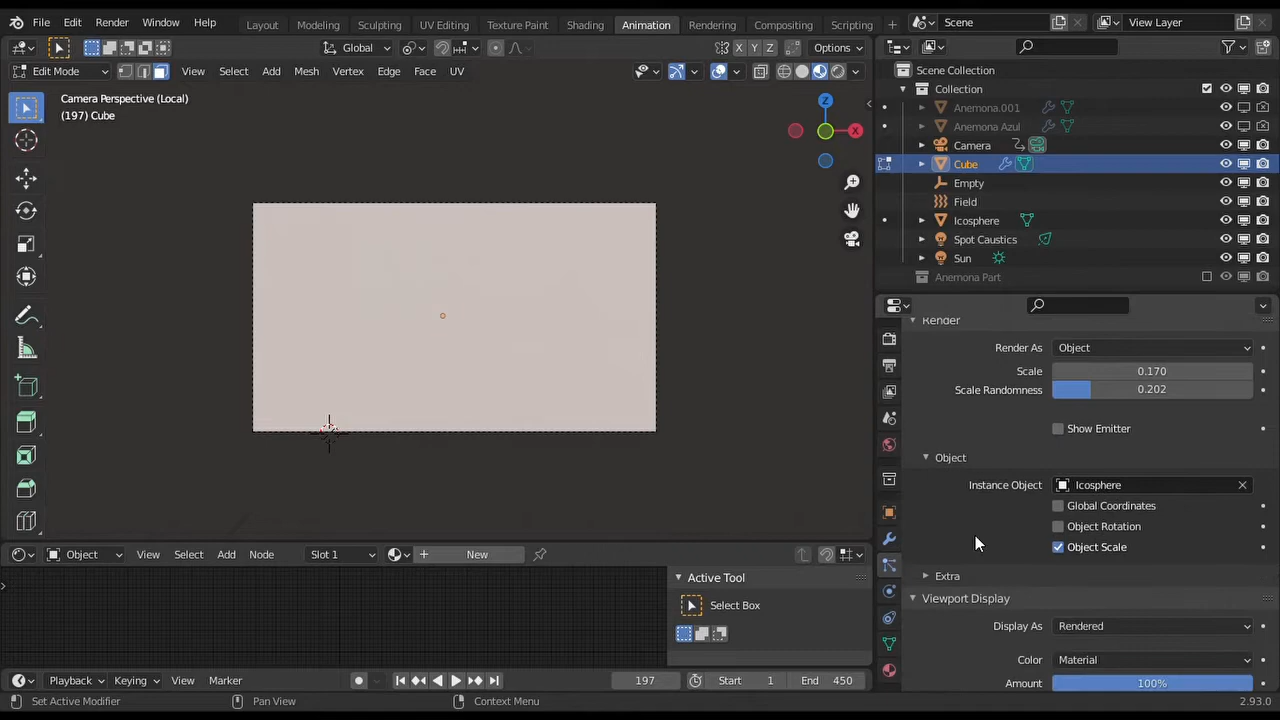 File Edit Render Window Help Layout Modeling Sculpting UV Editing Texture Paint Shading Animation Rendering Compositing Scripting + Scene View Layer
Global X Y Z Options
Edit Mode View Select Add Mesh Vertex Edge Face UV
Camera Perspective (Local)
(197) Cube
Z
X
Scene Collection
Collection
Anemona.001
Anemona Azul
Camera
Cube
Empty
Field
Icosphere
Spot Caustics
Sun
Anemona Part
Render
Render As Object
Scale 0.170
Scale Randomness 0.202
Show Emitter
Object
Instance Object Icosphere
Global Coordinates
Object Rotation
Object Scale
Extra
Viewport Display
Display As Rendered
Color Material
Amount 100%
Object View Select Add Node Slot 1 + New
Active Tool
Select Box
Playback Keying View Marker 197 Start 1 End 450
Set Active Modifier Pan View Context Menu 2.93.0